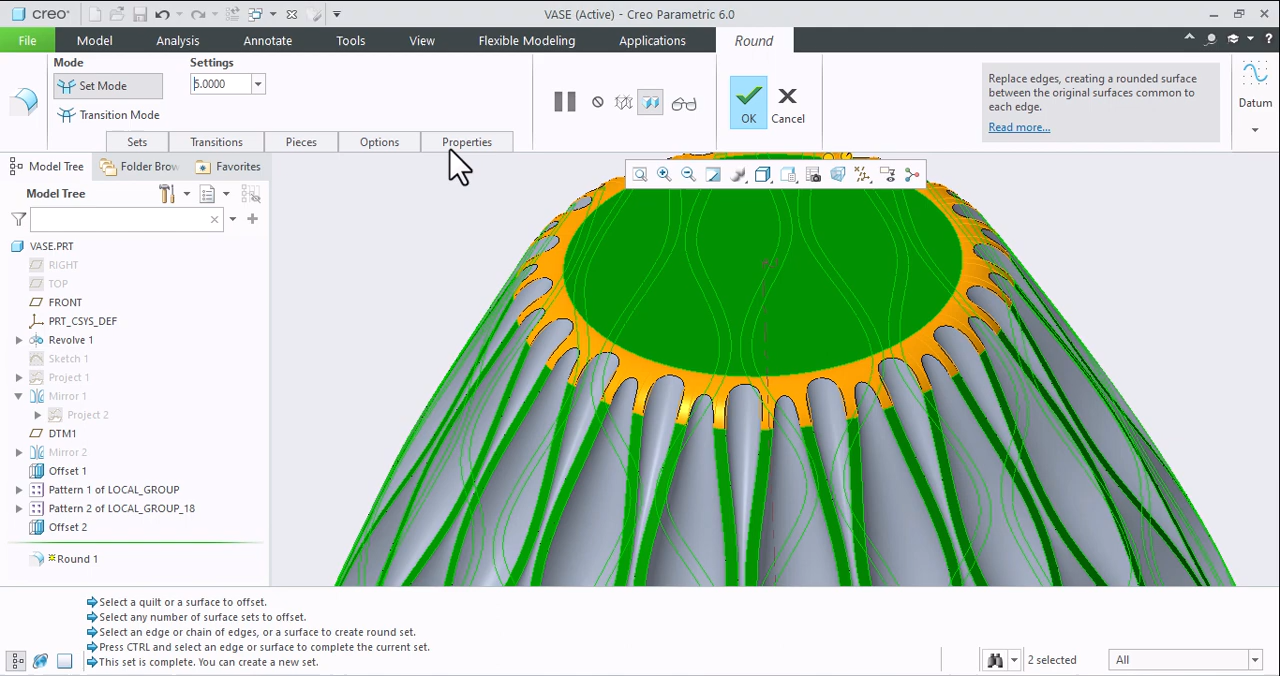 creo
VASE (Active) - Creo Parametric 6.0
File
Model
Analysis
Annotate
Tools
View
Flexible Modeling
Applications
Round
Mode
Settings
Set Mode
5.0000
Transition Mode
OK
Cancel
Replace edges, creating a rounded surface
between the original surfaces common to
each edge.
Read more...
Datum
Sets
Transitions
Pieces
Options
Properties
Model Tree
Folder Brow
Favorites
Model Tree
VASE.PRT
RIGHT
TOP
FRONT
PRT_CSYS_DEF
Revolve 1
Sketch 1
Project 1
Mirror 1
Project 2
DTM1
Mirror 2
Offset 1
Pattern 1 of LOCAL_GROUP
Pattern 2 of LOCAL_GROUP_18
Offset 2
Round 1
Select a quilt or a surface to offset.
Select any number of surface sets to offset.
Select an edge or chain of edges, or a surface to create round set.
Press CTRL and select an edge or surface to complete the current set.
This set is complete. You can create a new set.
2 selected
All